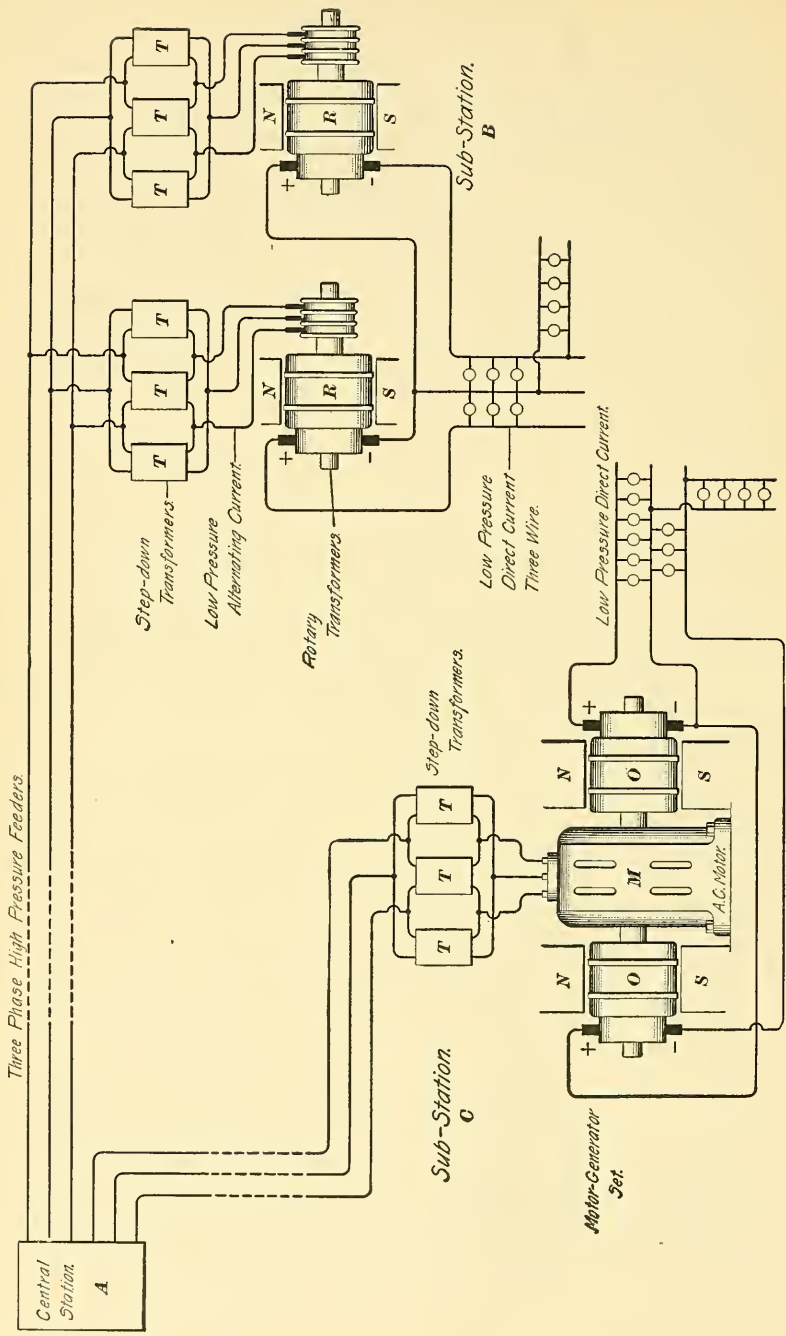 Three Phase High Pressure Feeders.
Central
Station.
A
T
T
T
T
T
T
Step-down
Transformers.
Low Pressure
Alternating Current.
N
R
S
+
-
N
R
S
+
-
Rotary
Transformers.
Sub-Station.
B
Low Pressure
Direct Current
Three Wire.
Step-down
Transformers.
T
T
T
Sub-Station.
C
Low Pressure Direct Current.
N
O
S
+
-
M
A.C. Motor.
N
O
S
+
-
Motor-Generator
Set.